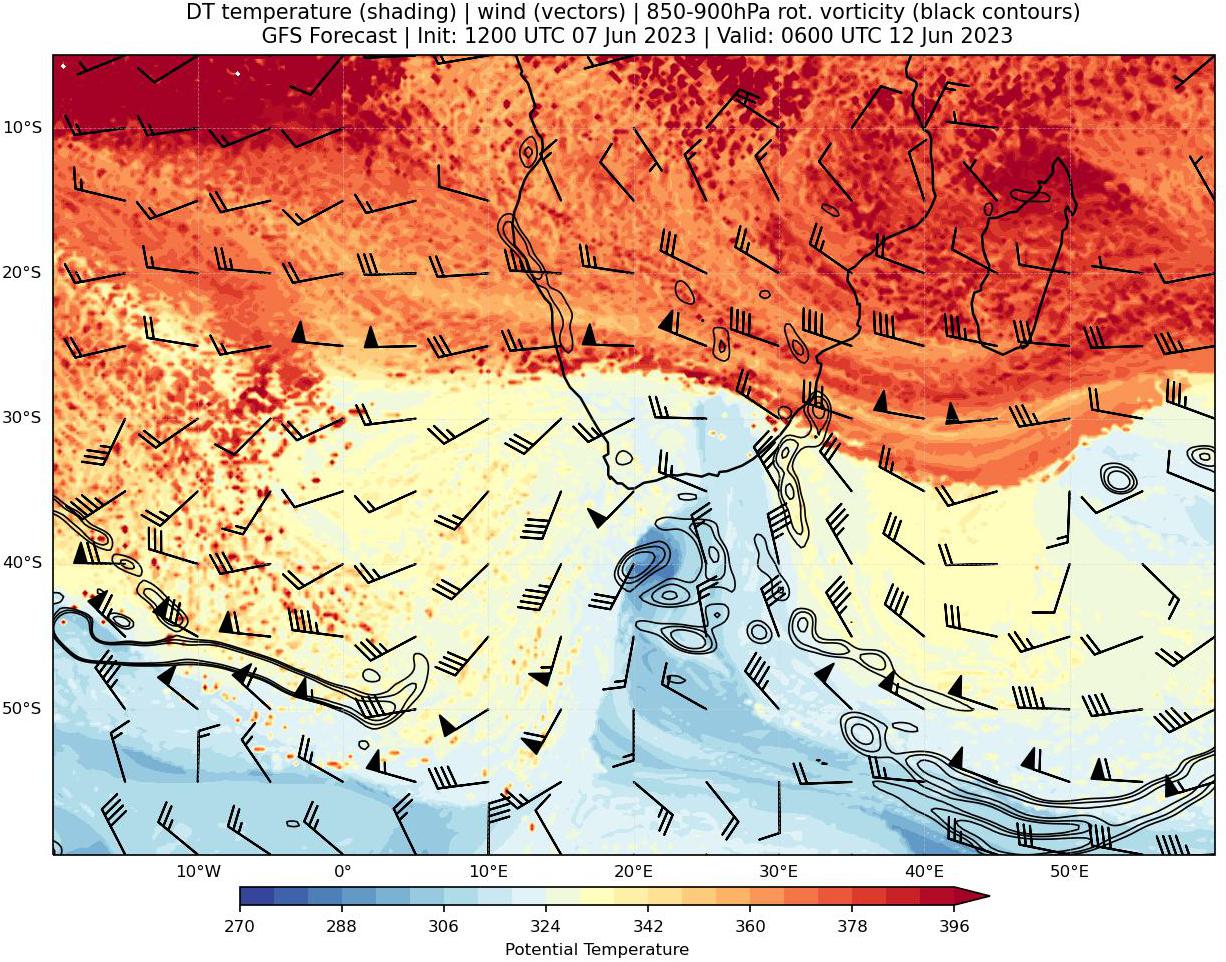 DT temperature (shading) | wind (vectors) | 850-900hPa rot. vorticity (black contours)
GFS Forecast | Init: 1200 UTC 07 Jun 2023 | Valid: 0600 UTC 12 Jun 2023
10°S
20°S
30°S
40°S
50°S
10°W 0° 10°E 20°E 30°E 40°E 50°E
270 288 306 324 342 360 378 396
Potential Temperature